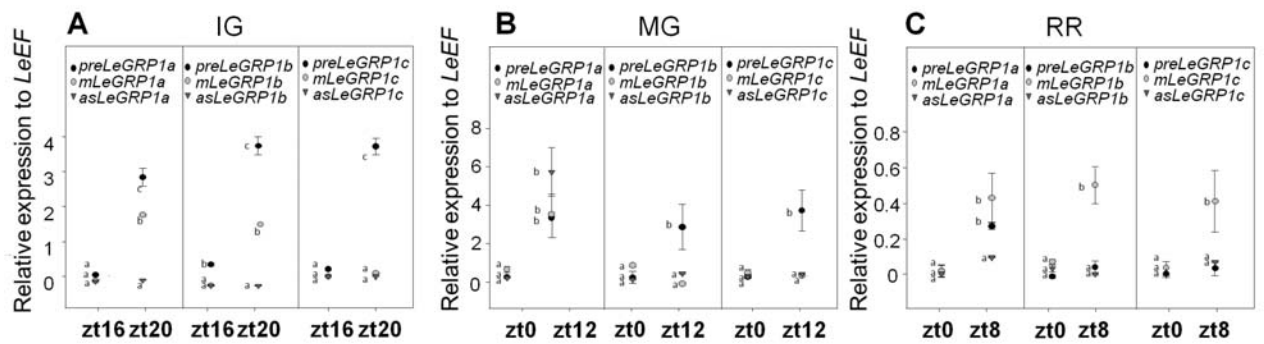 A IG
Relative expression to LeEF
preLeGRP1a
mLeGRP1a
asLeGRP1a
preLeGRP1b
mLeGRP1b
asLeGRP1b
preLeGRP1c
mLeGRP1c
asLeGRP1c
4
3
2
1
0
a
a
a
c
b
a
b
a
a
c
b
a
a
a
a
c
a
a
zt16 zt20 zt16 zt20 zt16 zt20
B MG
Relative expression to LeEF
preLeGRP1a
mLeGRP1a
asLeGRP1a
preLeGRP1b
mLeGRP1b
asLeGRP1b
preLeGRP1c
mLeGRP1c
asLeGRP1c
8
6
4
2
0
a
a
a
b
b
b
a
a
a
b
a
a
a
a
a
b
a
a
zt0 zt12 zt0 zt12 zt0 zt12
C RR
Relative expression to LeEF
preLeGRP1a
mLeGRP1a
asLeGRP1a
preLeGRP1b
mLeGRP1b
asLeGRP1b
preLeGRP1c
mLeGRP1c
asLeGRP1c
0.8
0.6
0.4
0.2
0
a
a
a
b
b
a
a
a
a
b
a
a
a
a
a
b
a
a
zt0 zt8 zt0 zt8 zt0 zt8